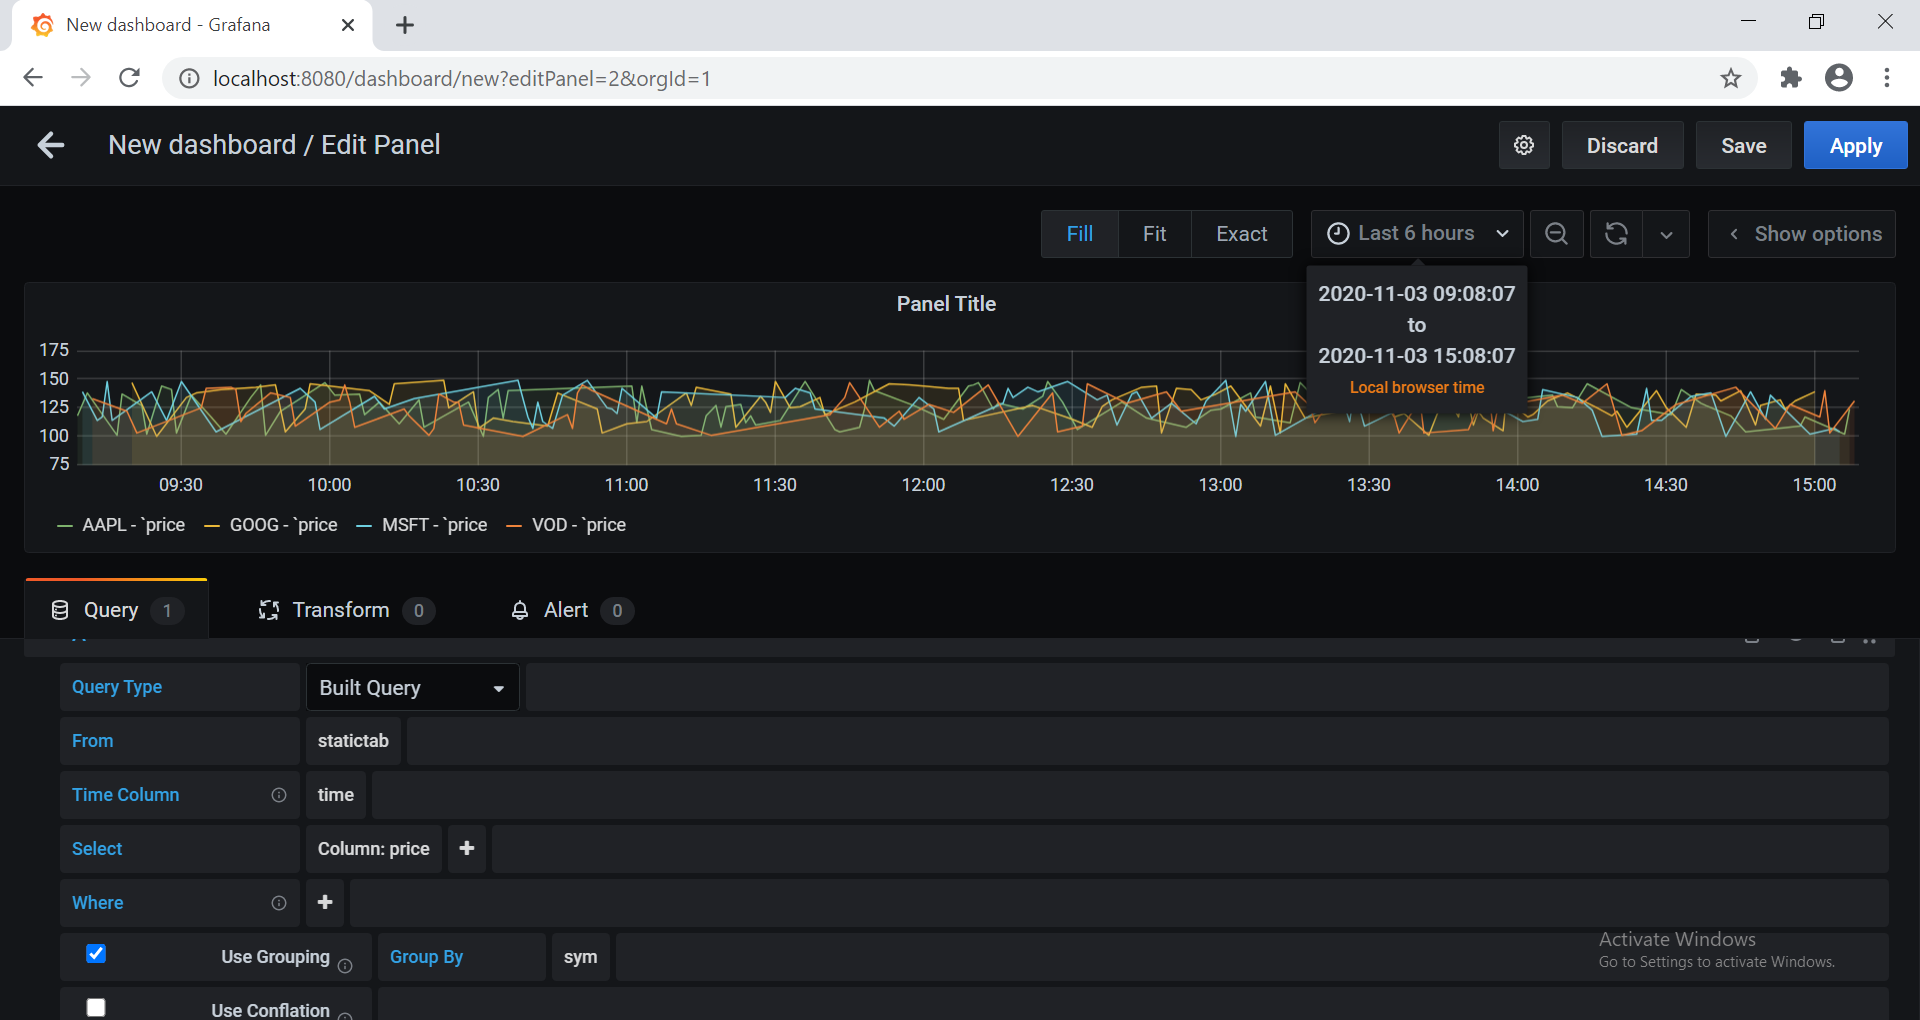 New dashboard - Grafana
localhost:8080/dashboard/new?editPanel=2&orgId=1
New dashboard / Edit Panel
Discard
Save
Apply
Fill
Fit
Exact
Last 6 hours
Show options
2020-11-03 09:08:07
to
2020-11-03 15:08:07
Local browser time
Panel Title
175
150
125
100
75
09:30 10:00 10:30 11:00 11:30 12:00 12:30 13:00 13:30 14:00 14:30 15:00
AAPL - `price GOOG - `price MSFT - `price VOD - `price
Query 1
Transform 0
Alert 0
Query Type Built Query
From statictab
Time Column time
Select Column: price +
Where +
Use Grouping Group By sym
Use Conflation
Activate Windows
Go to Settings to activate Windows.